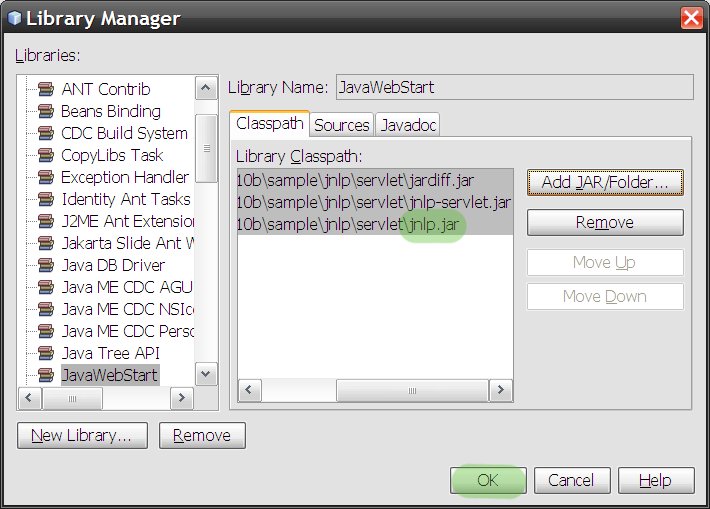 Library Manager
Libraries:
ANT Contrib
Beans Binding
CDC Build System
CopyLibs Task
Exception Handler
Identity Ant Tasks
J2ME Ant Extension
Jakarta Slide Ant W
Java DB Driver
Java ME CDC AGU
Java ME CDC NSIco
Java ME CDC Perso
Java Tree API
JavaWebStart
New Library...
Remove
Library Name: JavaWebStart
Classpath Sources Javadoc
Library Classpath:
10b\sample\jnlp\servlet\jardiff.jar
10b\sample\jnlp\servlet\jnlp-servlet.jar
10b\sample\jnlp\servlet\jnlp.jar
Add JAR/Folder...
Remove
Move Up
Move Down
OK Cancel Help